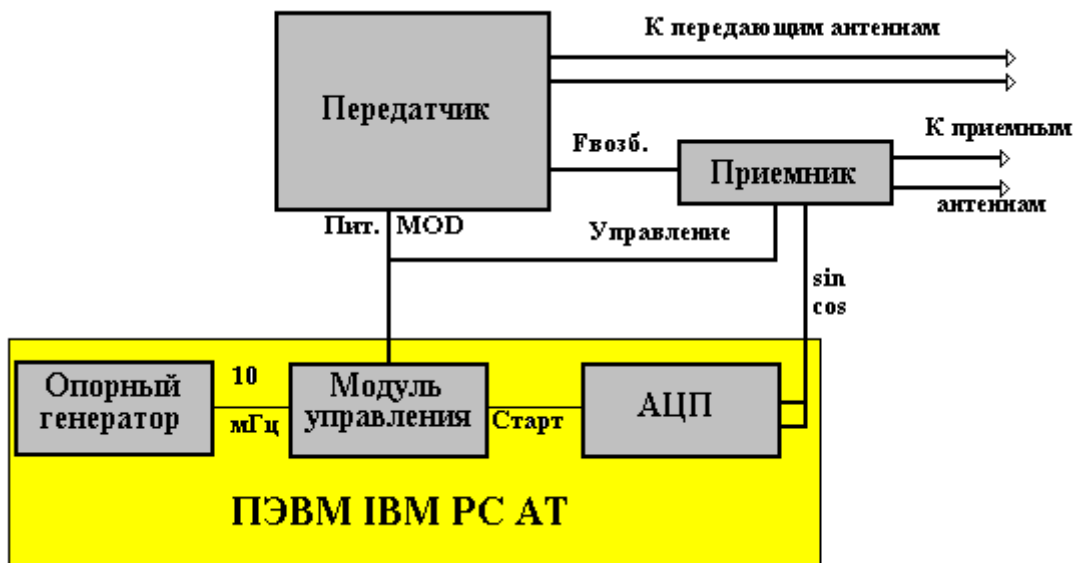 К передающим антеннам
Передатчик
Fвозб.
К приемным
Приемник
антеннам
Пит. MOD
Управление
sin
cos
Опорный
генератор
10
мГц
Модуль
управления
Старт
АЦП
ПЭВМ IBM PC AT